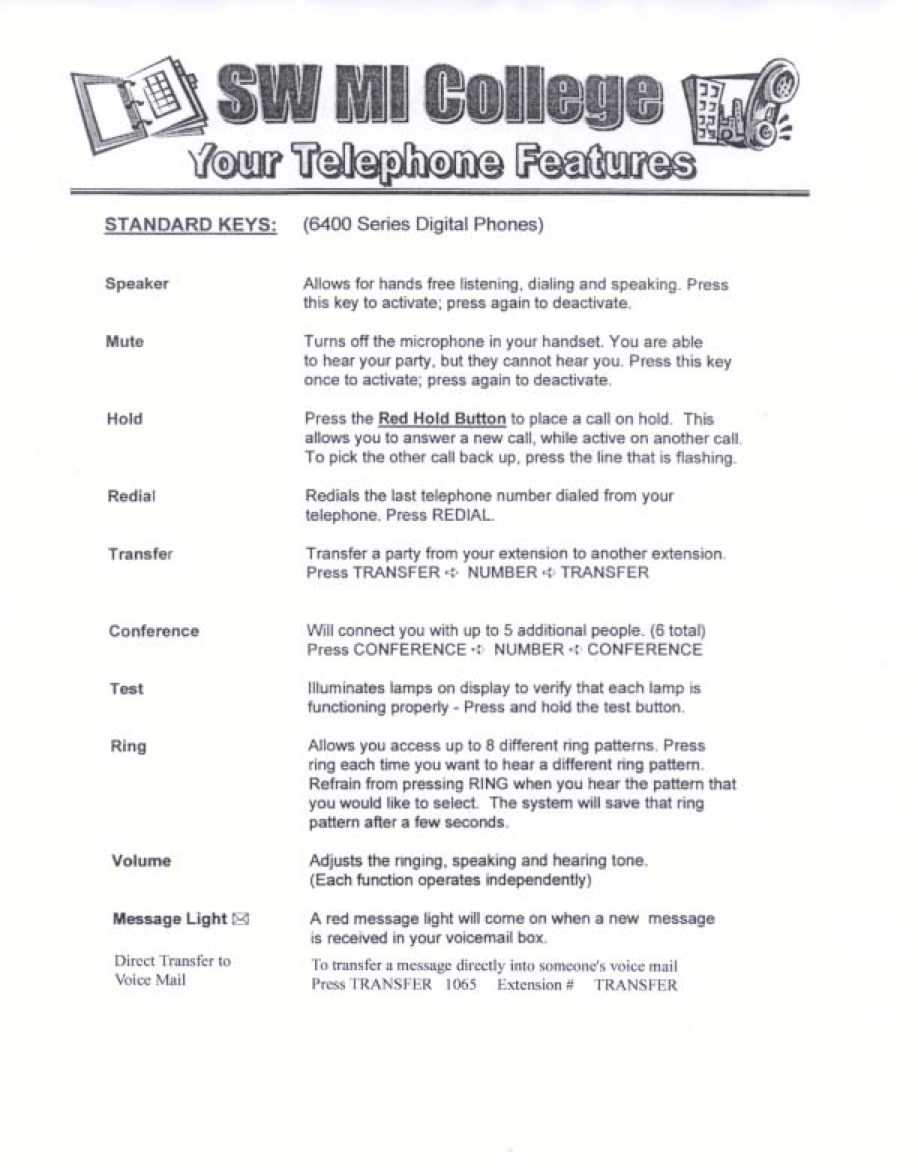 SW MI College
Your Telephone Features
STANDARD KEYS: (6400 Series Digital Phones)
Speaker Allows for hands free listening, dialing and speaking. Press
this key to activate; press again to deactivate.
Mute Turns off the microphone in your handset. You are able
to hear your party, but they cannot hear you. Press this key
once to activate; press again to deactivate.
Hold Press the Red Hold Button to place a call on hold. This
allows you to answer a new call, while active on another call.
To pick the other call back up, press the line that is flashing.
Redial Redials the last telephone number dialed from your
telephone. Press REDIAL.
Transfer Transfer a party from your extension to another extension.
Press TRANSFER ➪ NUMBER ➪ TRANSFER
Conference Will connect you with up to 5 additional people. (6 total)
Press CONFERENCE ➪ NUMBER ➪ CONFERENCE
Test Illuminates lamps on display to verify that each lamp is
functioning properly - Press and hold the test button.
Ring Allows you access up to 8 different ring patterns. Press
ring each time you want to hear a different ring pattern.
Refrain from pressing RING when you hear the pattern that
you would like to select. The system will save that ring
pattern after a few seconds.
Volume Adjusts the ringing, speaking and hearing tone.
(Each function operates independently)
Message Light ✉ A red message light will come on when a new message
is received in your voicemail box.
Direct Transfer to To transfer a message directly into someone's voice mail
Voice Mail Press TRANSFER 1065 Extension # TRANSFER